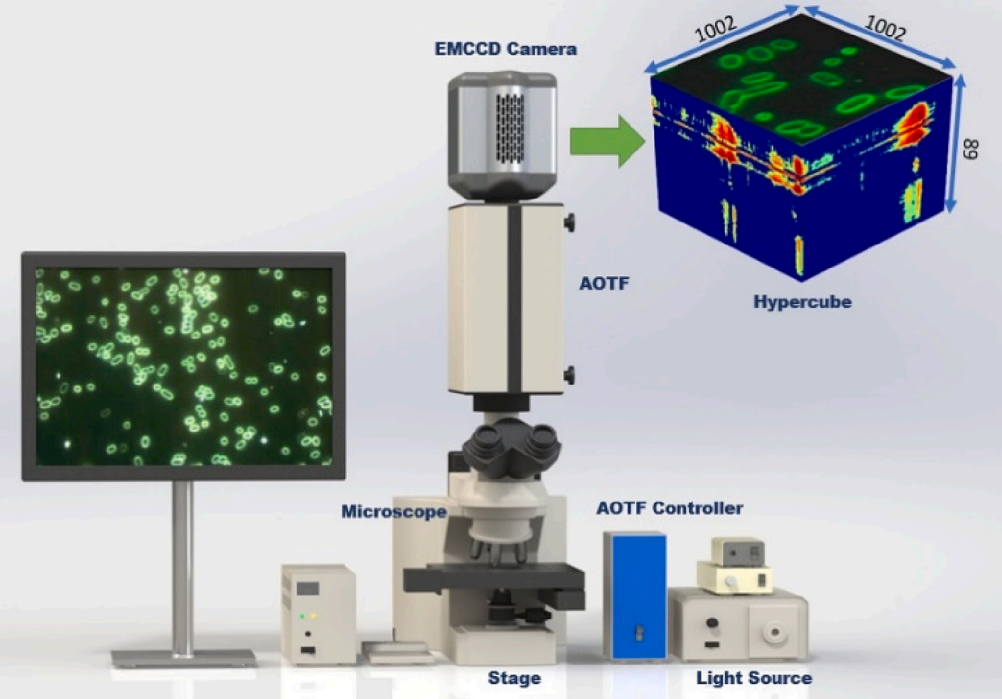 EMCCD Camera
1002
1002
89
AOTF
Hypercube
Microscope
AOTF Controller
Stage
Light Source